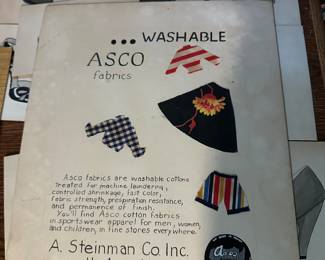 ... WASHABLE
ASCO
fabrics
Asco fabrics are washable cottons
treated for machine laundering,
controlled shrinkage, fast color,
fabric strength, prespiration resistance,
and permanence of finish.
You'll find Asco cotton fabrics
in sportswear apparel for men, women,
and children, in fine stores everywhere.
A. Steinman Co. Inc.